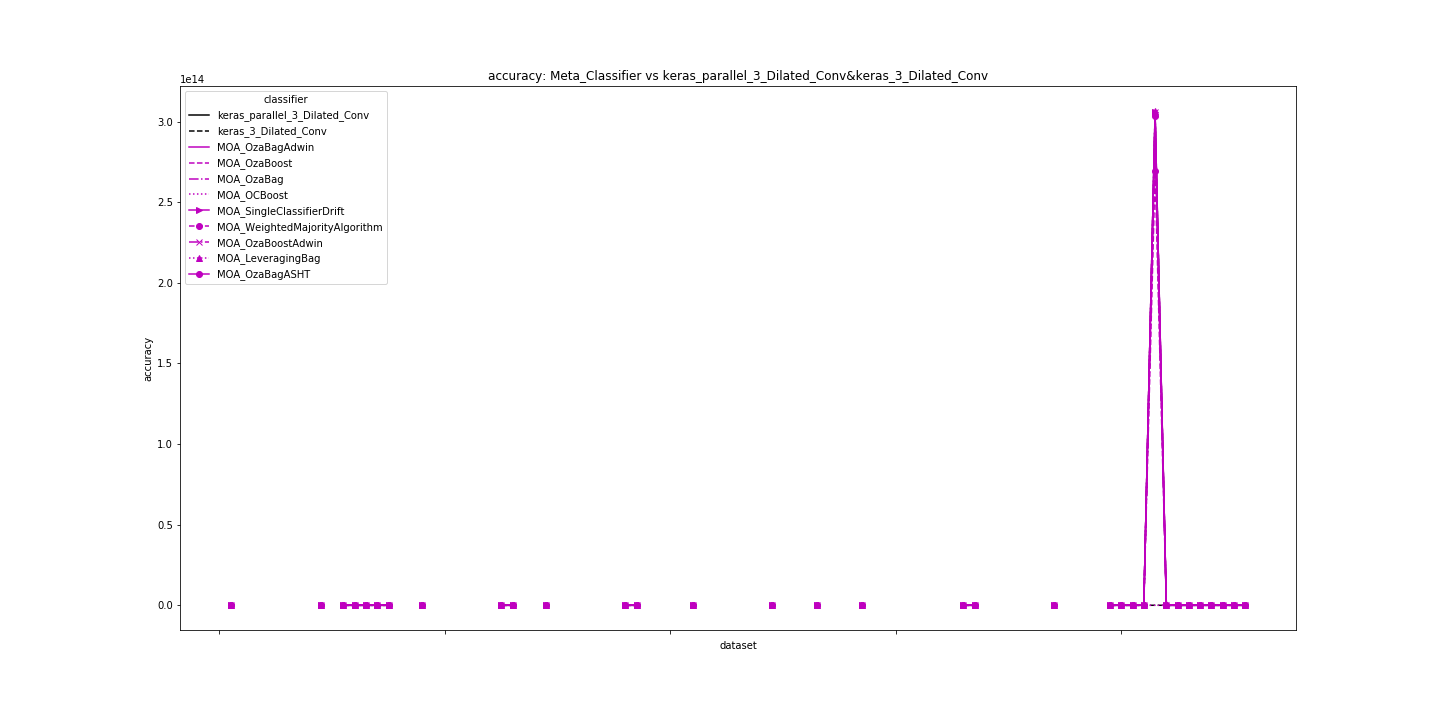 accuracy: Meta_Classifier vs keras_parallel_3_Dilated_Conv&keras_3_Dilated_Conv
1e14
classifier
keras_parallel_3_Dilated_Conv
keras_3_Dilated_Conv
MOA_OzaBagAdwin
MOA_OzaBoost
MOA_OzaBag
MOA_OCBoost
MOA_SingleClassifierDrift
MOA_WeightedMajorityAlgorithm
MOA_OzaBoostAdwin
MOA_LeveragingBag
MOA_OzaBagASHT
3.0
2.5
2.0
1.5
1.0
0.5
0.0
accuracy
dataset